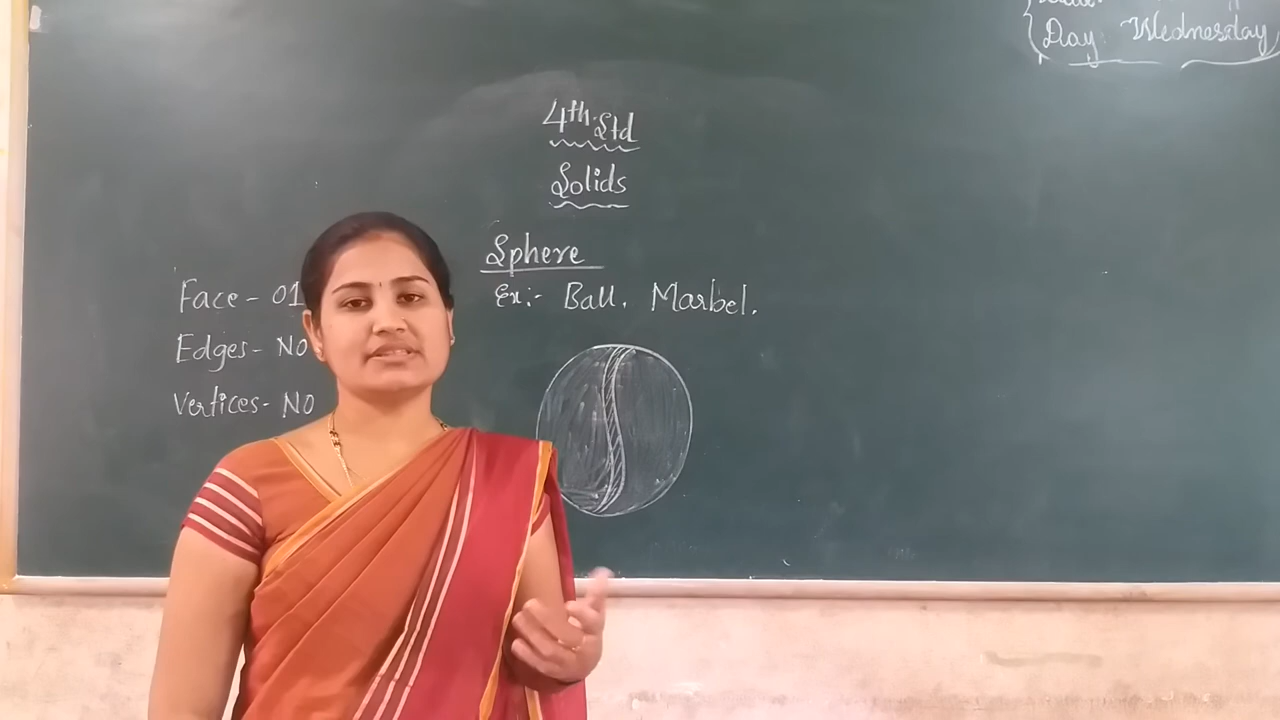 Day: Wednesday
4th Std
Solids
Sphere
Ex:- Ball, Marbel.
Face - 01
Edges - No
Vertices - No